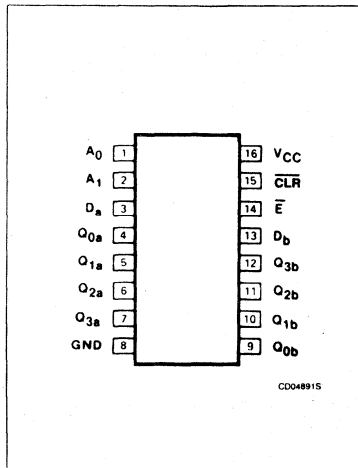 A0 1 16 VCC
A1 2 15 CLR
Da 3 14 E
Q0a 4 13 Db
Q1a 5 12 Q3b
Q2a 6 11 Q2b
Q3a 7 10 Q1b
GND 8 9 Q0b
CD04891S